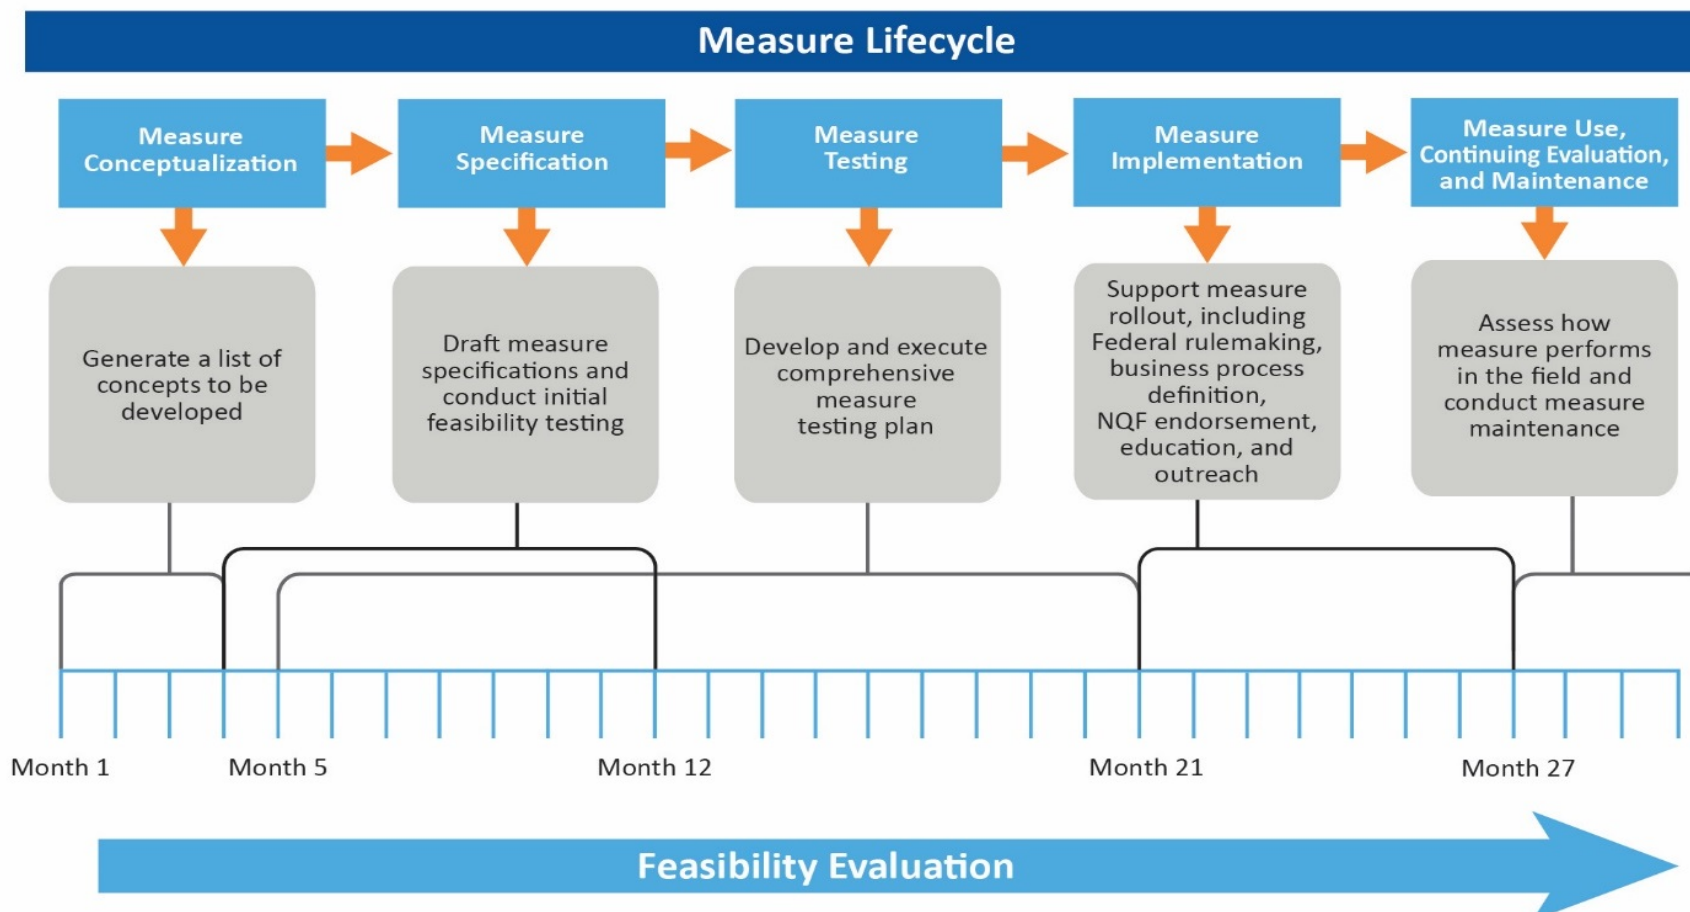 Measure Lifecycle
Measure
Conceptualization
Measure
Specification
Measure
Testing
Measure
Implementation
Measure Use,
Continuing Evaluation,
and Maintenance
Generate a list of
concepts to be
developed
Draft measure
specifications and
conduct initial
feasibility testing
Develop and execute
comprehensive
measure
testing plan
Support measure
rollout, including
Federal rulemaking,
business process
definition,
NQF endorsement,
education, and
outreach
Assess how
measure performs
in the field and
conduct measure
maintenance
Month 1
Month 5
Month 12
Month 21
Month 27
Feasibility Evaluation